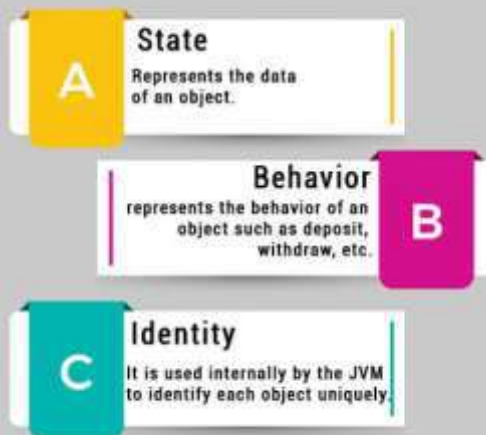 A
State
Represents the data
of an object.
Behavior
represents the behavior of an
object such as deposit,
withdraw, etc.
B
C
Identity
It is used internally by the JVM
to identify each object uniquely.